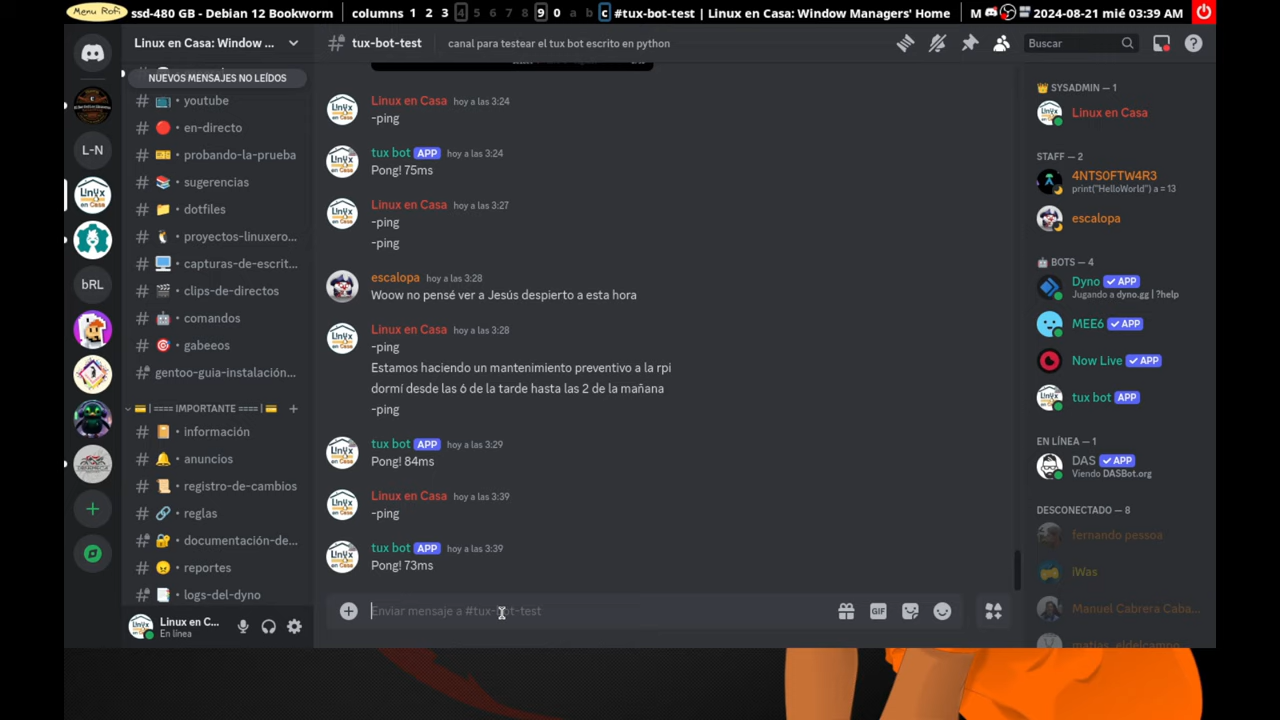 Menu Rofi ssd-480 GB - Debian 12 Bookworm columns 1 2 3 4 5 6 7 8 9 0 a b c #tux-bot-test | Linux en Casa: Window Managers' Home M 2024-08-21 mié 03:39 AM
Linux en Casa: Window ...
NUEVOS MENSAJES NO LEÍDOS
youtube
en-directo
probando-la-prueba
sugerencias
dotfiles
proyectos-linuxero...
capturas-de-escrit...
clips-de-directos
comandos
gabeeos
gentoo-guia-instalación...
| ==== IMPORTANTE ==== |
información
anuncios
registro-de-cambios
reglas
documentación-de...
reportes
logs-del-dyno
L-N
bRL
Linux en C...
En línea
tux-bot-test canal para testear el tux bot escrito en python
Buscar
Linux en Casa hoy a las 3:24
-ping
tux bot APP hoy a las 3:24
Pong! 75ms
Linux en Casa hoy a las 3:27
-ping
-ping
escalopa hoy a las 3:28
Woow no pensé ver a Jesús despierto a esta hora
Linux en Casa hoy a las 3:28
-ping
Estamos haciendo un mantenimiento preventivo a la rpi
dormí desde las 6 de la tarde hasta las 2 de la mañana
-ping
tux bot APP hoy a las 3:29
Pong! 84ms
Linux en Casa hoy a las 3:39
-ping
tux bot APP hoy a las 3:39
Pong! 73ms
Enviar mensaje a #tux-bot-test
GIF
SYSADMIN — 1
Linux en Casa
STAFF — 2
4NTS0FTW4R3
print("HelloWorld") a = 13
escalopa
BOTS — 4
Dyno APP
Jugando a dyno.gg | ?help
MEE6 APP
Now Live APP
tux bot APP
EN LÍNEA — 1
DAS APP
Viendo DASBot.org
DESCONECTADO — 8
fernando pessoa
iWas
Manuel Cabrera Caba...
matias_eldelcampo